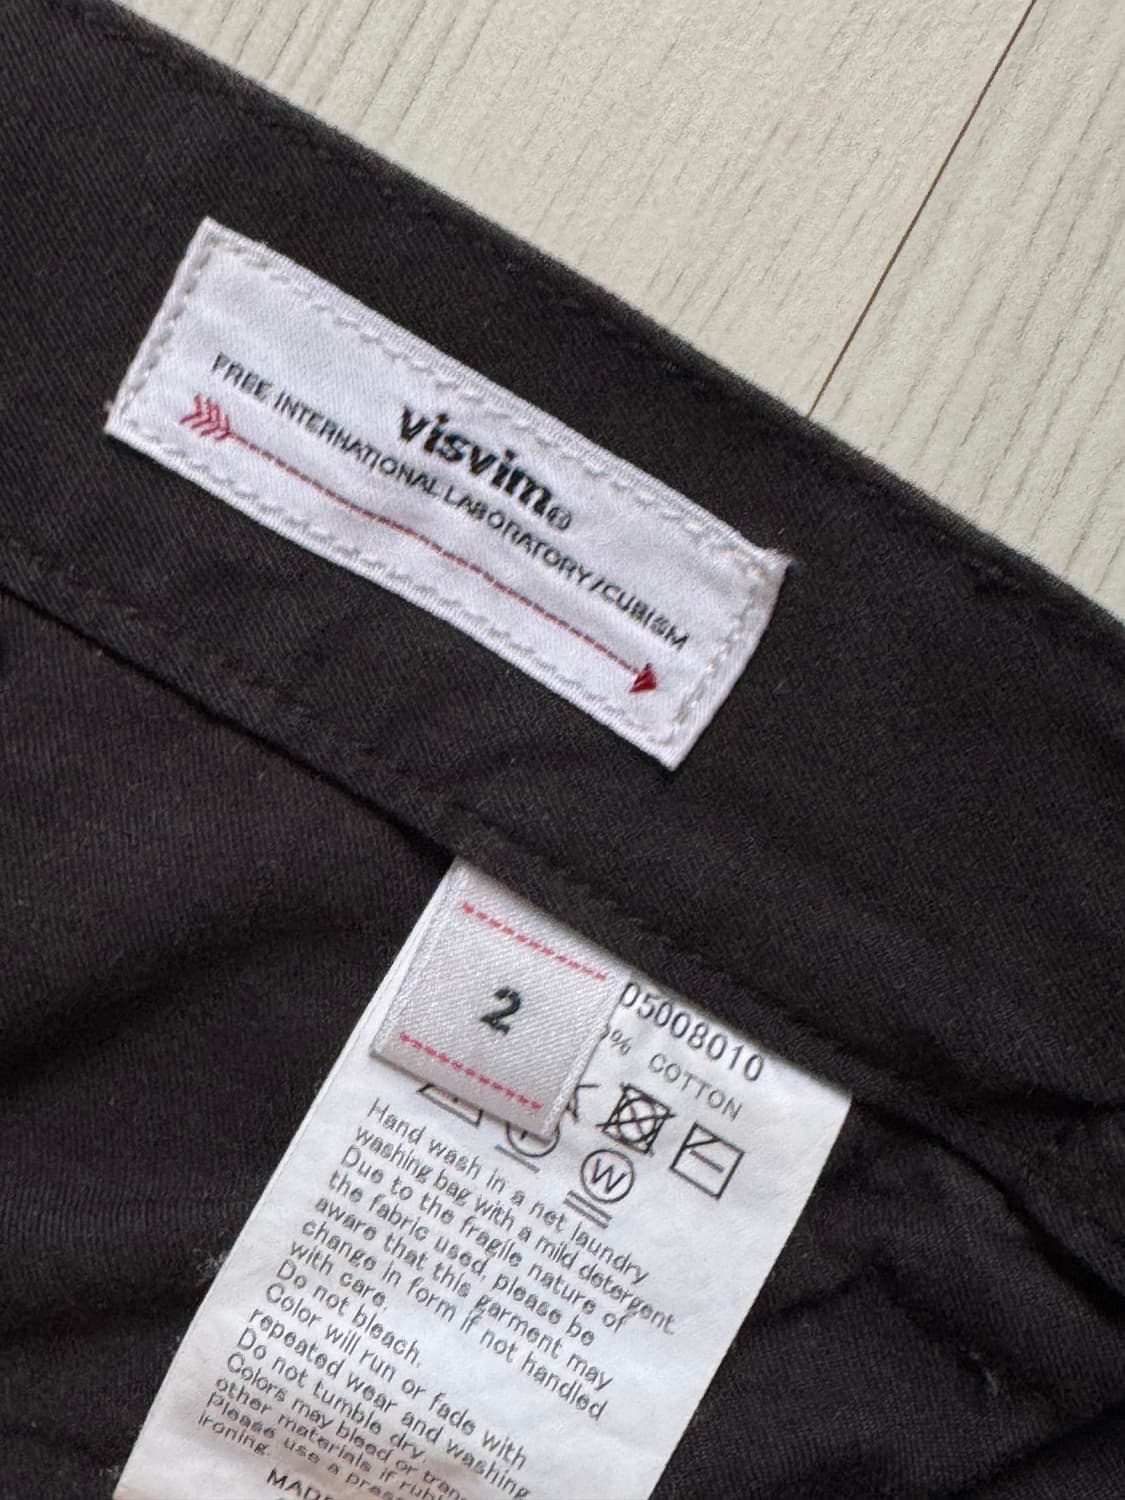 visvim®
FREE INTERNATIONAL LABORATORY/CUBISM
2
05008010
% COTTON
W
Hand wash in a net laundry
washing bag with a mild detergent.
Due to the fragile nature of
the fabric used, please be
aware that this garment may
change in form if not handled
with care.
Do not bleach.
Color will run or fade with
repeated wear and washing
Do not tumble dry.
Colors may bleed or
other materials if
Please use a
ironing.